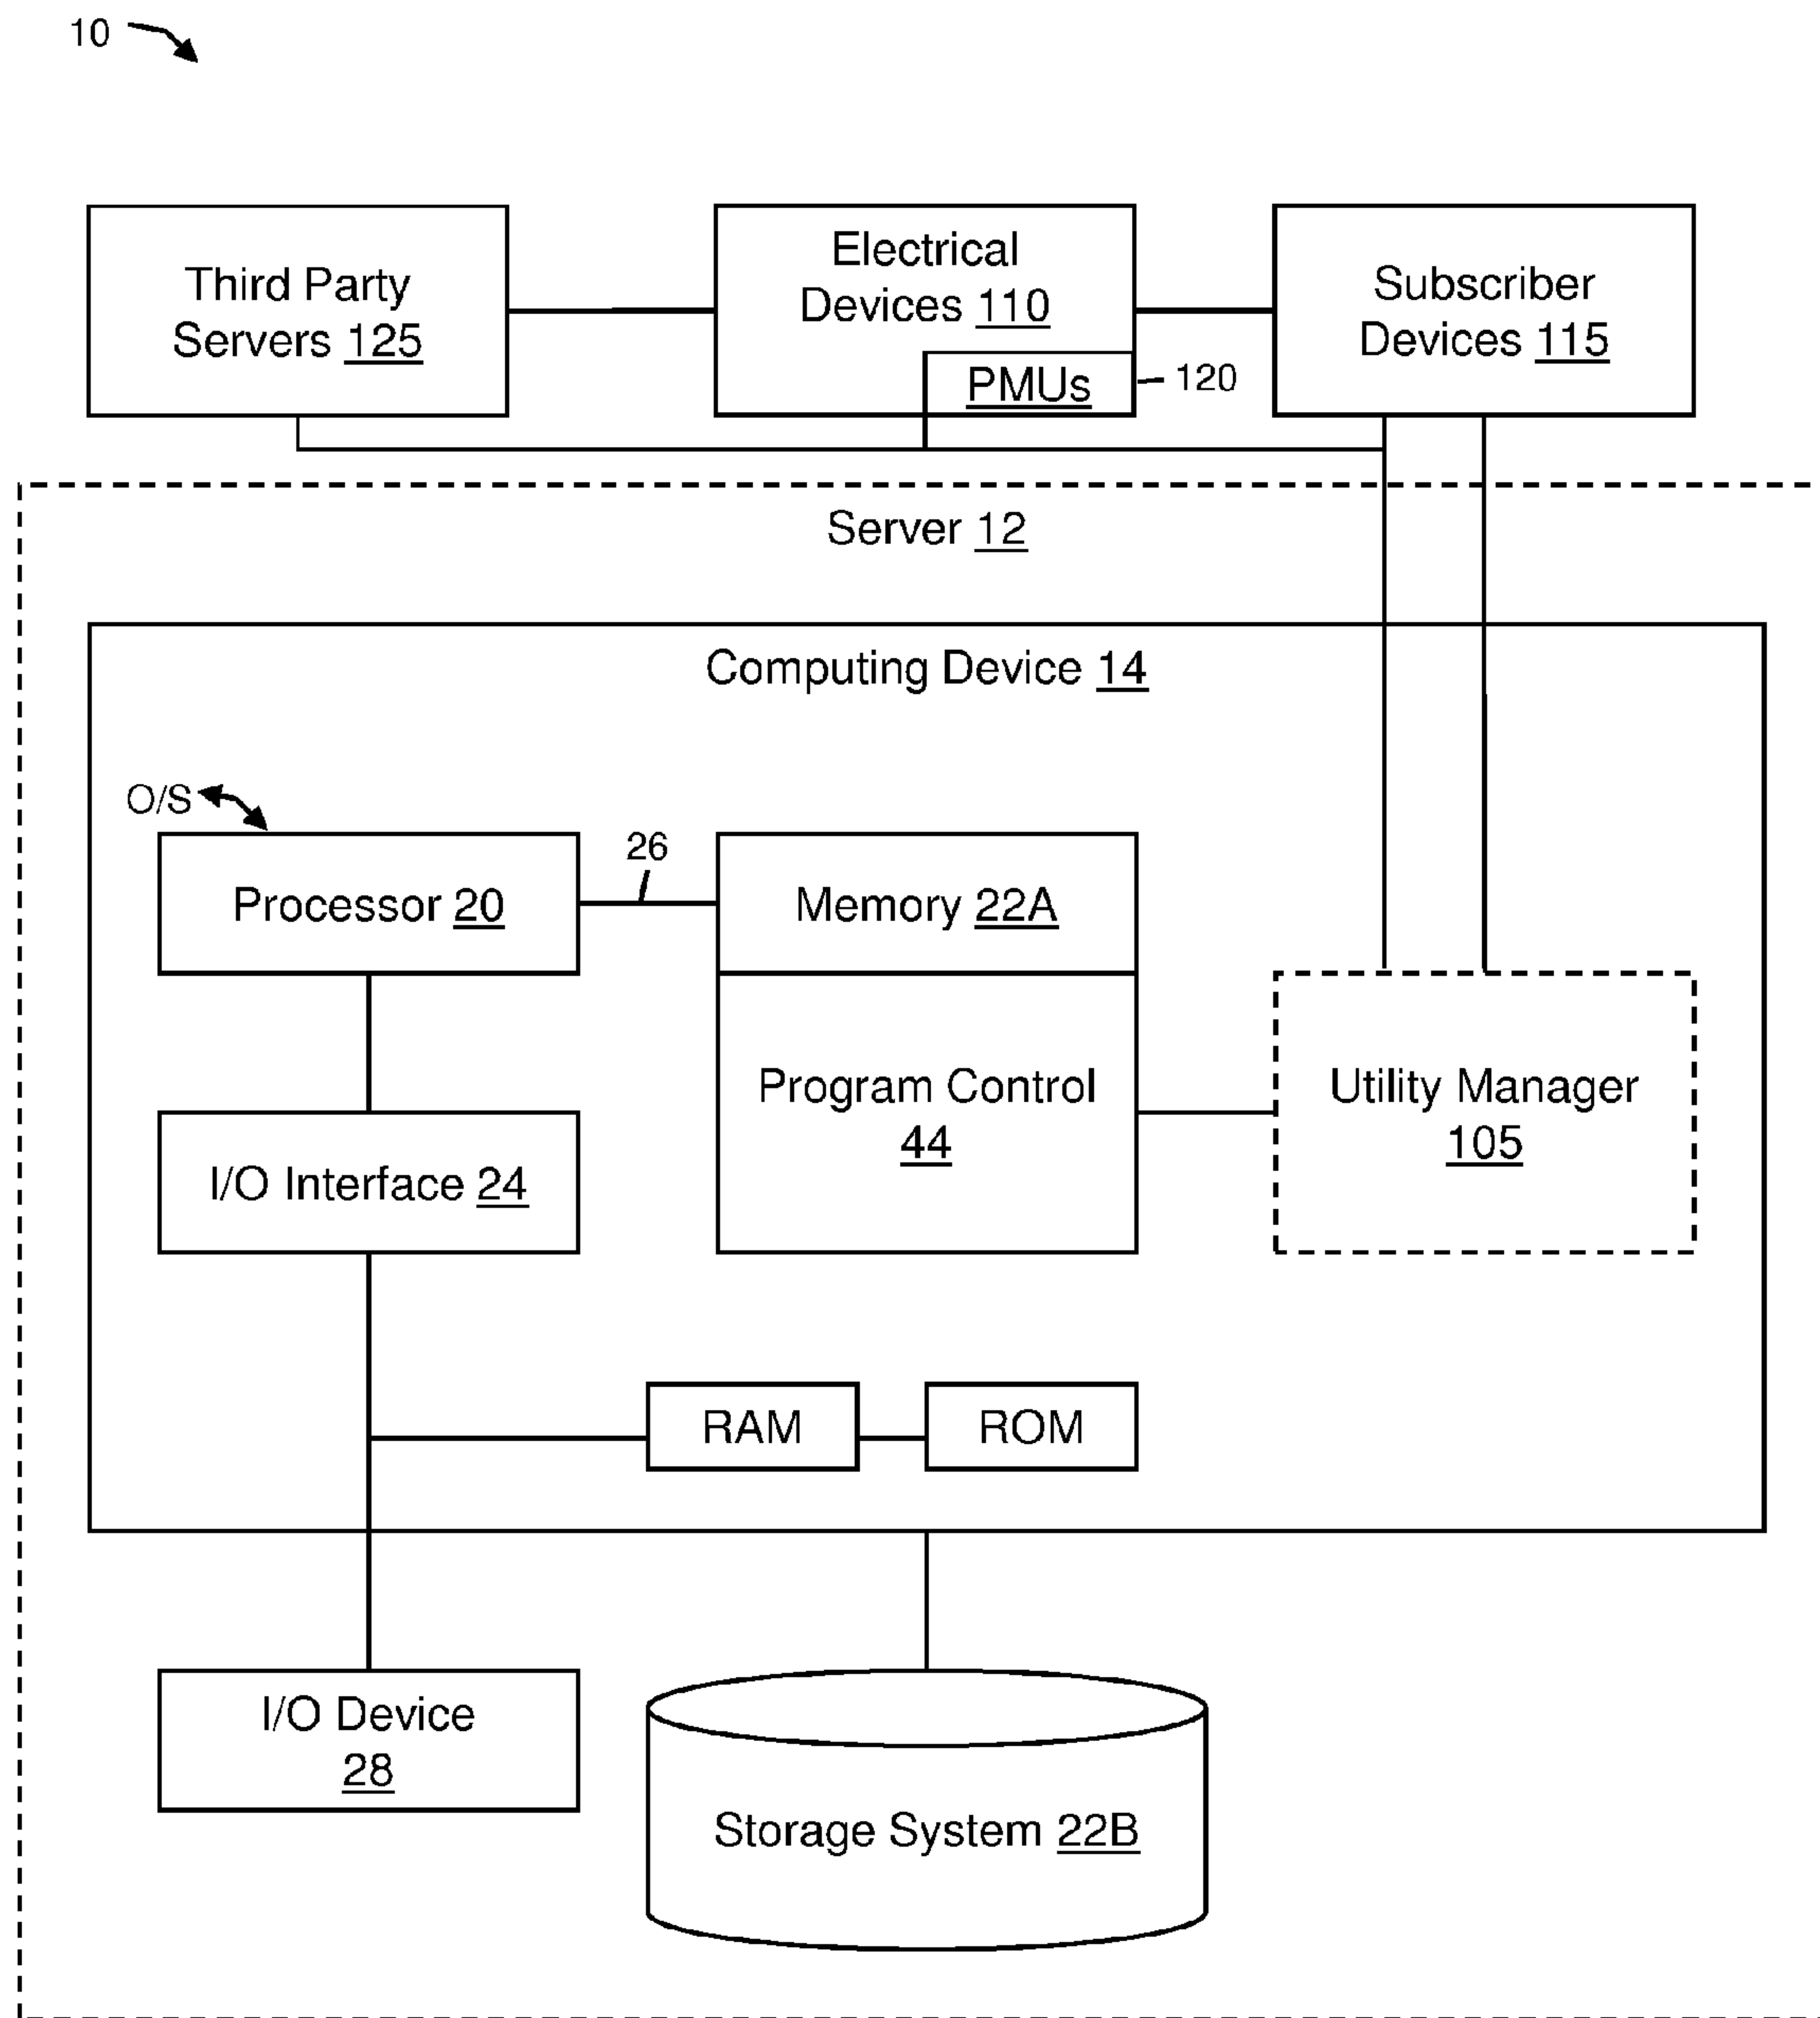 10
Third Party
Servers 125
Electrical
Devices 110
PMUs
120
Subscriber
Devices 115
Server 12
Computing Device 14
O/S
Processor 20
26
Memory 22A
Program Control
44
Utility Manager
105
I/O Interface 24
RAM
ROM
I/O Device
28
Storage System 22B